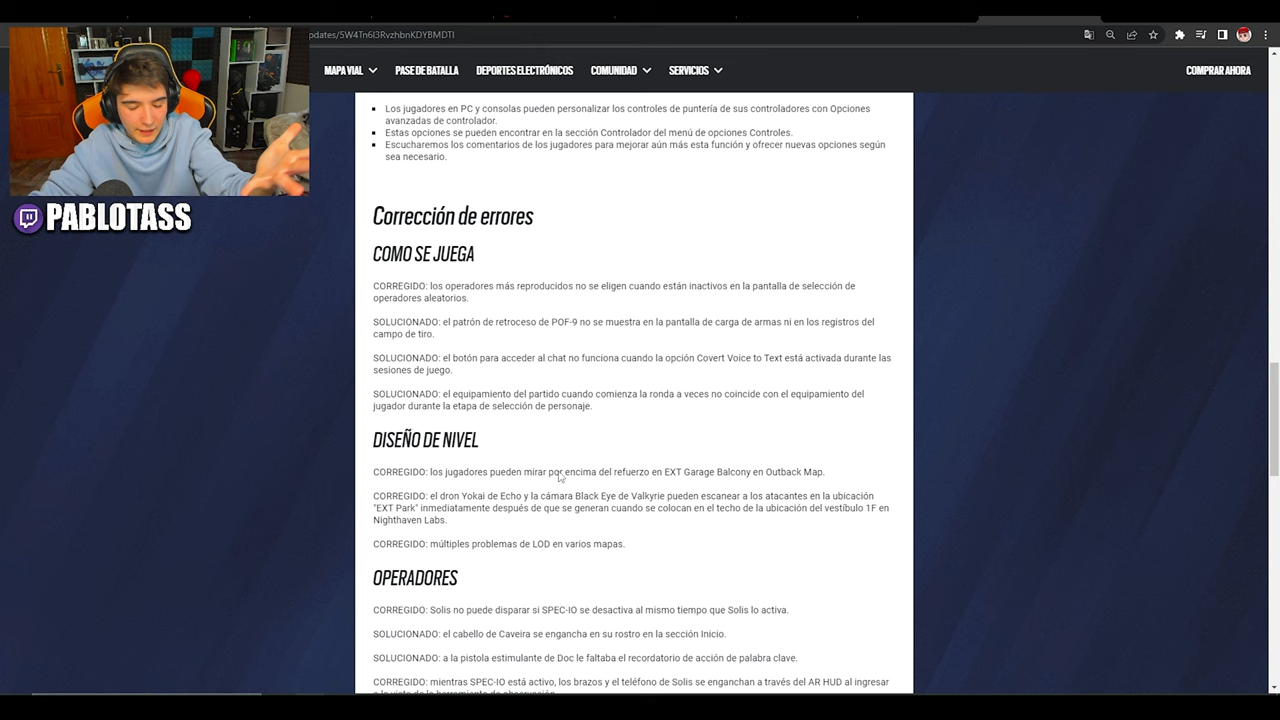 pdates/5W4Tn6I3RvzhbnKDYBMDTI
MAPA VIAL
PASE DE BATALLA
DEPORTES ELECTRÓNICOS
COMUNIDAD
SERVICIOS
COMPRAR AHORA
PABLOTASS
Los jugadores en PC y consolas pueden personalizar los controles de puntería de sus controladores con Opciones
avanzadas de controlador.
Estas opciones se pueden encontrar en la sección Controlador del menú de opciones Controles.
Escucharemos los comentarios de los jugadores para mejorar aún más esta función y ofrecer nuevas opciones según
sea necesario.
Corrección de errores
COMO SE JUEGA
CORREGIDO: los operadores más reproducidos no se eligen cuando están inactivos en la pantalla de selección de
operadores aleatorios.
SOLUCIONADO: el patrón de retroceso de POF-9 no se muestra en la pantalla de carga de armas ni en los registros del
campo de tiro.
SOLUCIONADO: el botón para acceder al chat no funciona cuando la opción Covert Voice to Text está activada durante las
sesiones de juego.
SOLUCIONADO: el equipamiento del partido cuando comienza la ronda a veces no coincide con el equipamiento del
jugador durante la etapa de selección de personaje.
DISEÑO DE NIVEL
CORREGIDO: los jugadores pueden mirar por encima del refuerzo en EXT Garage Balcony en Outback Map.
CORREGIDO: el dron Yokai de Echo y la cámara Black Eye de Valkyrie pueden escanear a los atacantes en la ubicación
"EXT Park" inmediatamente después de que se generan cuando se colocan en el techo de la ubicación del vestíbulo 1F en
Nighthaven Labs.
CORREGIDO: múltiples problemas de LOD en varios mapas.
OPERADORES
CORREGIDO: Solis no puede disparar si SPEC-IO se desactiva al mismo tiempo que Solis lo activa.
SOLUCIONADO: el cabello de Caveira se engancha en su rostro en la sección Inicio.
SOLUCIONADO: a la pistola estimulante de Doc le faltaba el recordatorio de acción de palabra clave.
CORREGIDO: mientras SPEC-IO está activo, los brazos y el teléfono de Solis se enganchan a través del AR HUD al ingresar